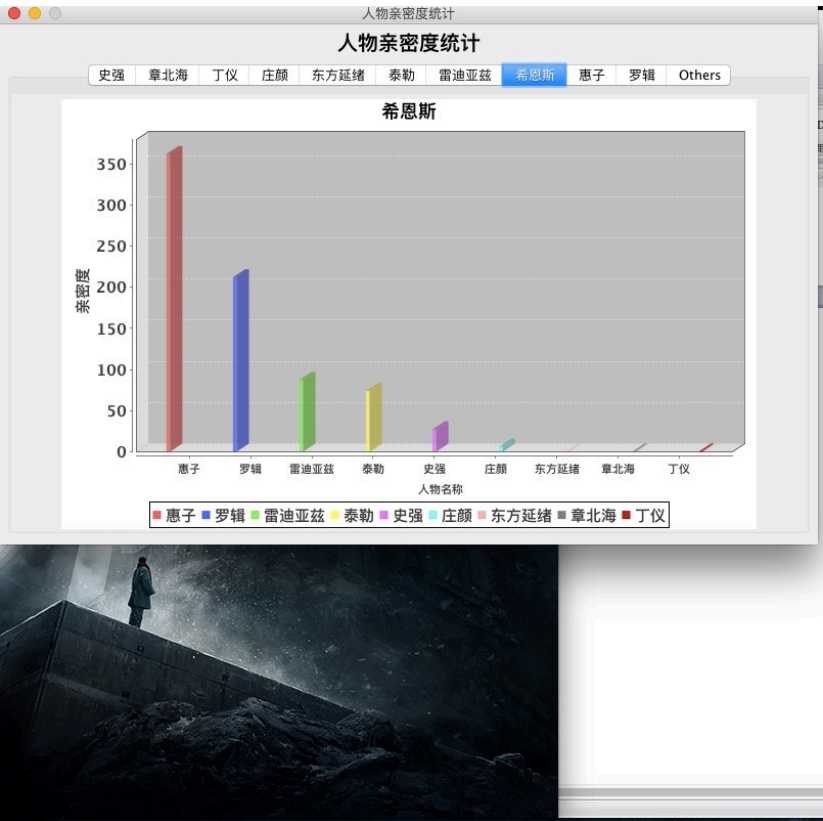 人物亲密度统计
人物亲密度统计
史强 章北海 丁仪 庄颜 东方延绪 泰勒 雷迪亚兹 希恩斯 惠子 罗辑 Others
希恩斯
350
300
250
200
150
100
50
0
亲密度
惠子 罗辑 雷迪亚兹 泰勒 史强 庄颜 东方延绪 章北海 丁仪
人物名称
惠子 罗辑 雷迪亚兹 泰勒 史强 庄颜 东方延绪 章北海 丁仪